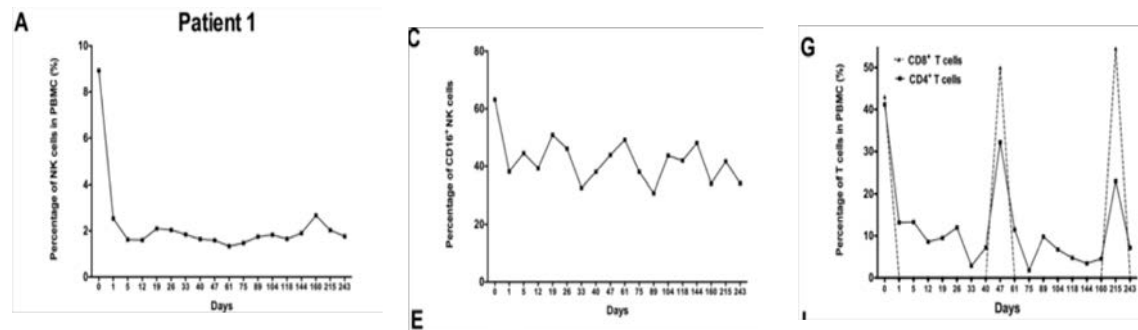 A
Patient 1
Percentage of NK cells in PBMC (%)
10
8
6
4
2
0
0 1 5 12 19 26 33 40 47 61 75 89 104 118 144 160 215 243
Days
C
Percentage of CD16+ NK cells
80
60
40
20
0
0 1 5 12 19 26 33 40 47 61 75 89 104 118 144 160 215 243
Days
E
G
CD8+ T cells
CD4+ T cells
Percentage of T cells in PBMC (%)
50
40
30
20
10
0
0 1 5 12 19 26 33 40 47 61 75 89 104 118 144 160 215 243
Days